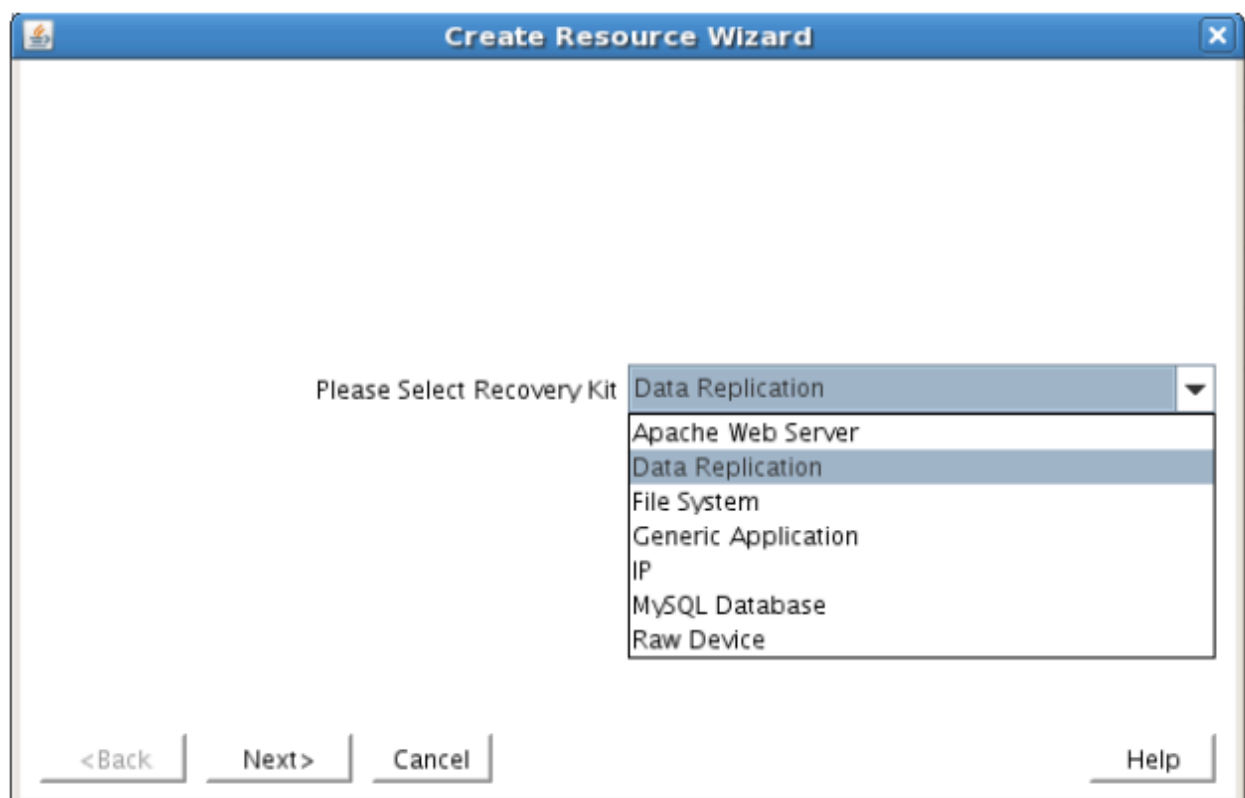 Create Resource Wizard
Please Select Recovery Kit Data Replication
Apache Web Server
Data Replication
File System
Generic Application
IP
MySQL Database
Raw Device
<Back Next> Cancel Help